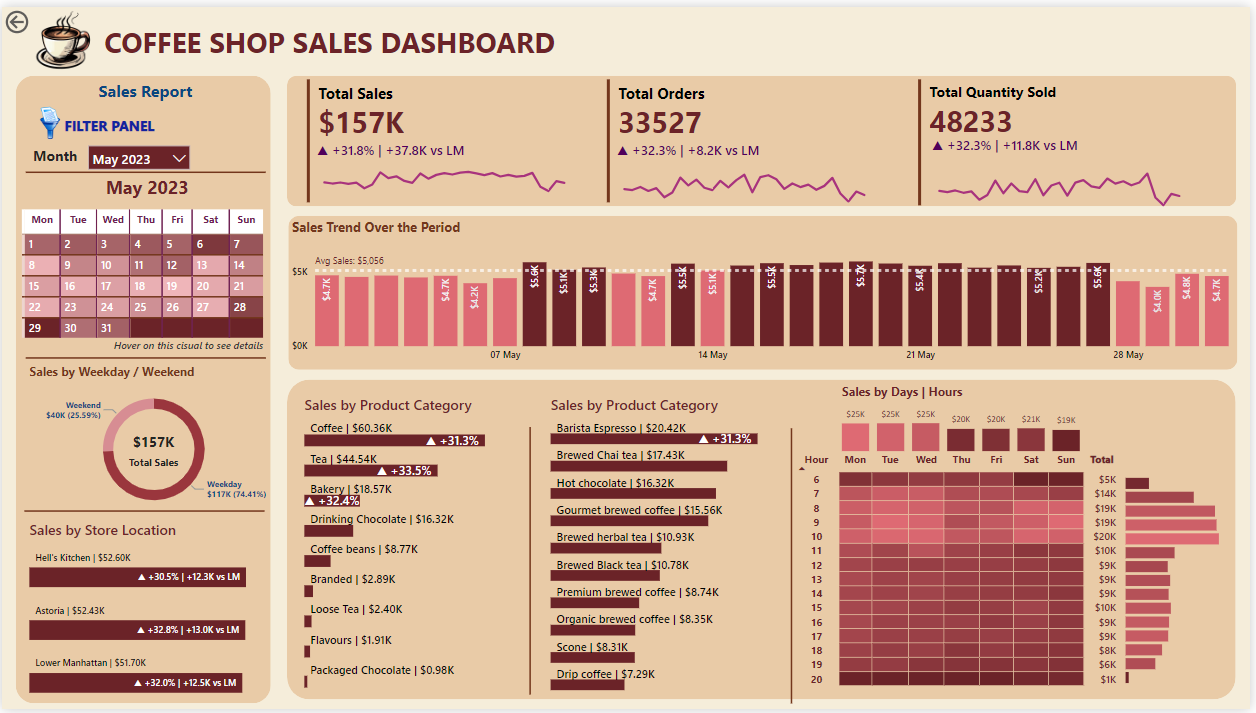 COFFEE SHOP SALES DASHBOARD
Sales Report
FILTER PANEL
Month May 2023
May 2023
Mon Tue Wed Thu Fri Sat Sun
1 2 3 4 5 6 7
8 9 10 11 12 13 14
15 16 17 18 19 20 21
22 23 24 25 26 27 28
29 30 31
Hover on this cisual to see details
Sales by Weekday / Weekend
Weekend
$40K (25.59%)
$157K
Total Sales
Weekday
$117K (74.41%)
Sales by Store Location
Hell's Kitchen | $52.60K
▲ +30.5% | +12.3K vs LM
Astoria | $52.43K
▲ +32.8% | +13.0K vs LM
Lower Manhattan | $51.70K
▲ +32.0% | +12.5K vs LM
Total Sales
$157K
▲ +31.8% | +37.8K vs LM
Total Orders
33527
▲ +32.3% | +8.2K vs LM
Total Quantity Sold
48233
▲ +32.3% | +11.8K vs LM
Sales Trend Over the Period
Avg Sales: $5,056
$5K
$0K
$4.7K $4.7K $4.2K $5.6K $5.1K $5.3K $4.7K $5.5K $5.1K $5.5K $5.7K $5.4K $5.2K $5.6K $4.0K $4.8K $4.7K
07 May 14 May 21 May 28 May
Sales by Product Category
Coffee | $60.36K
▲ +31.3%
Tea | $44.54K
▲ +33.5%
Bakery | $18.57K
▲ +32.4%
Drinking Chocolate | $16.32K
Coffee beans | $8.77K
Branded | $2.89K
Loose Tea | $2.40K
Flavours | $1.91K
Packaged Chocolate | $0.98K
Sales by Product Category
Barista Espresso | $20.42K
▲ +31.3%
Brewed Chai tea | $17.43K
Hot chocolate | $16.32K
Gourmet brewed coffee | $15.56K
Brewed herbal tea | $10.93K
Brewed Black tea | $10.78K
Premium brewed coffee | $8.74K
Organic brewed coffee | $8.35K
Scone | $8.31K
Drip coffee | $7.29K
Sales by Days | Hours
$25K $25K $25K $20K $20K $21K $19K
Hour Mon Tue Wed Thu Fri Sat Sun Total
6 $5K
7 $14K
8 $19K
9 $19K
10 $20K
11 $10K
12 $9K
13 $9K
14 $9K
15 $10K
16 $9K
17 $9K
18 $8K
19 $6K
20 $1K